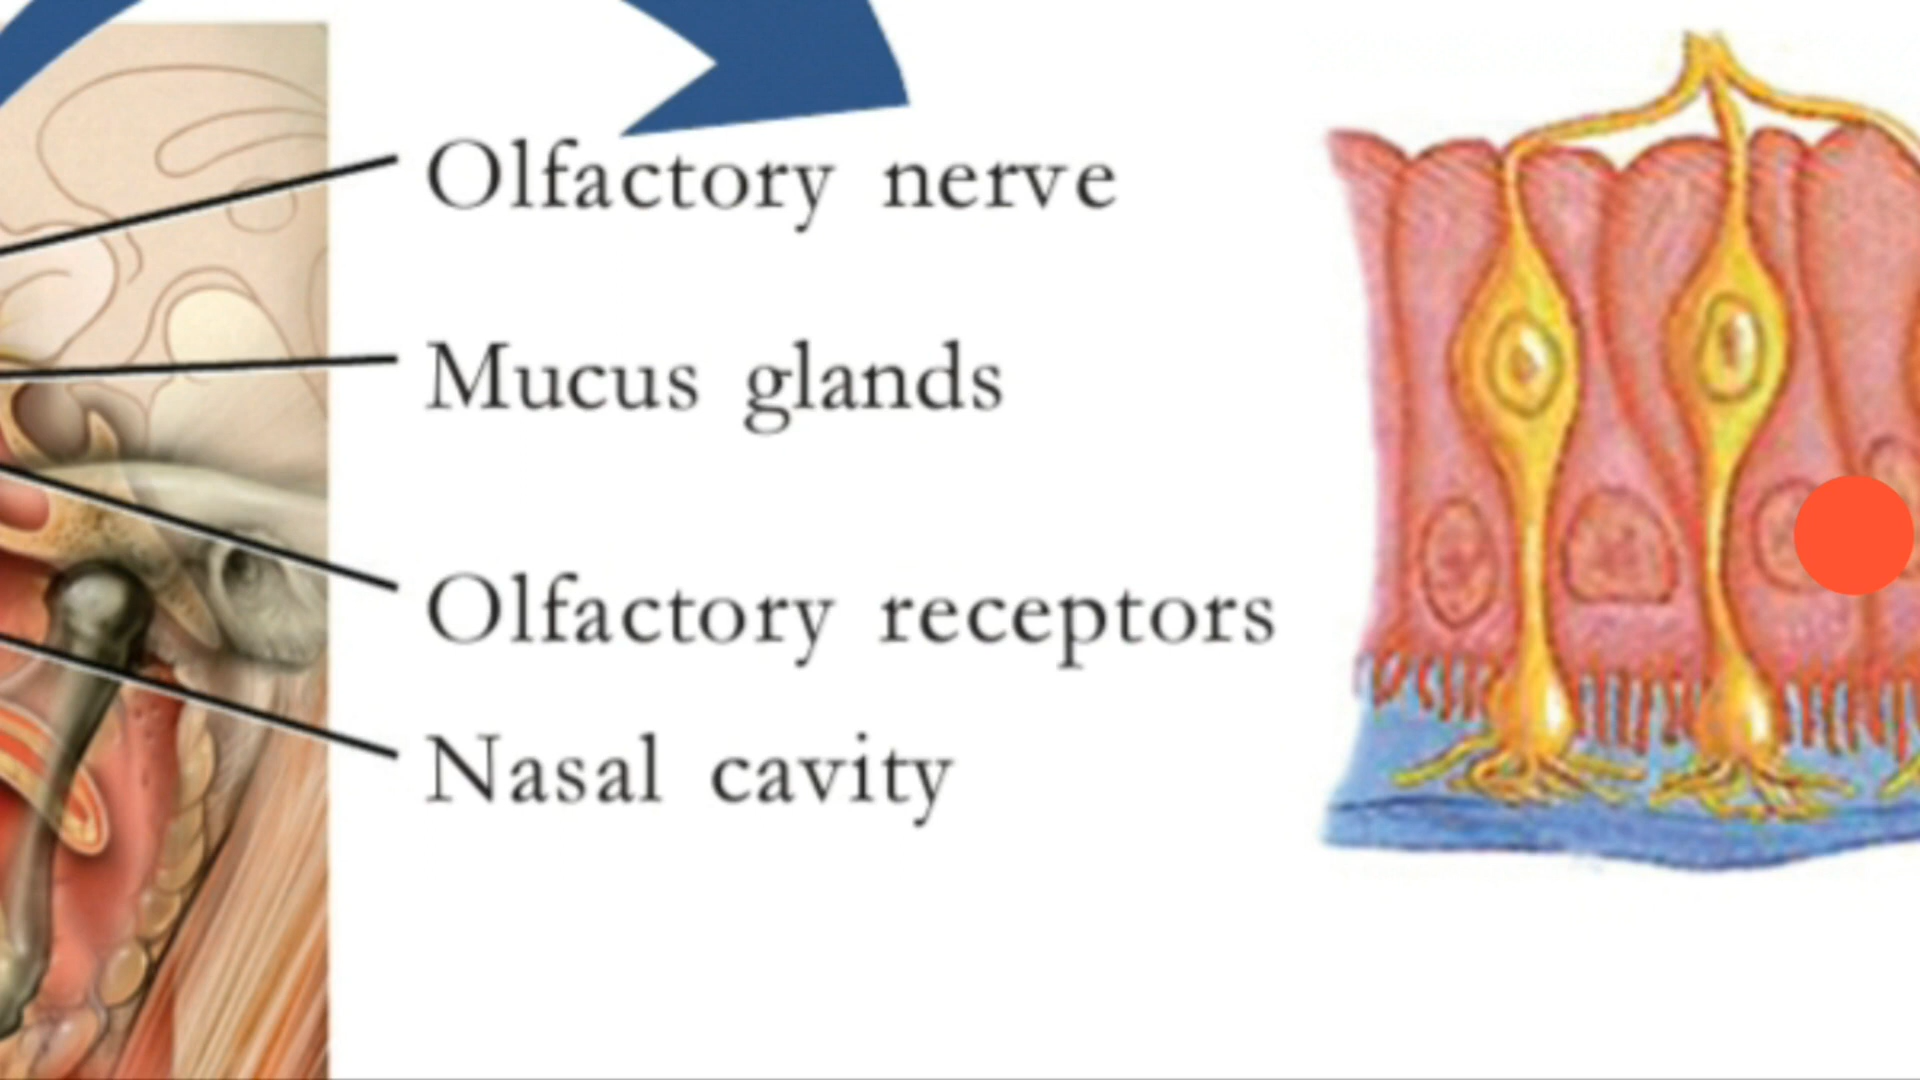 Olfactory nerve
Mucus glands
Olfactory receptors
Nasal cavity